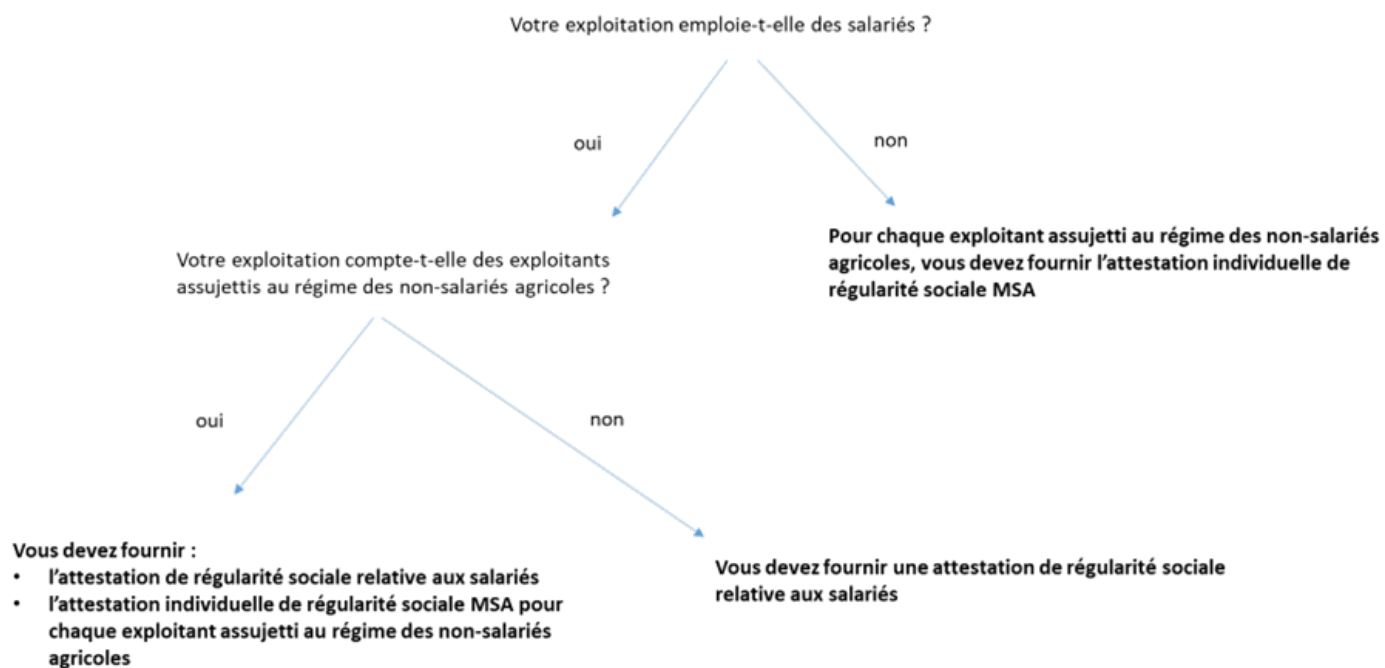 Votre exploitation emploie-t-elle des salariés ?
oui
non
Votre exploitation compte-t-elle des exploitants
assujettis au régime des non-salariés agricoles ?
Pour chaque exploitant assujetti au régime des non-salariés
agricoles, vous devez fournir l'attestation individuelle de
régularité sociale MSA
oui
non
Vous devez fournir :
• l'attestation de régularité sociale relative aux salariés
• l'attestation individuelle de régularité sociale MSA pour
chaque exploitant assujetti au régime des non-salariés
agricoles
Vous devez fournir une attestation de régularité sociale
relative aux salariés